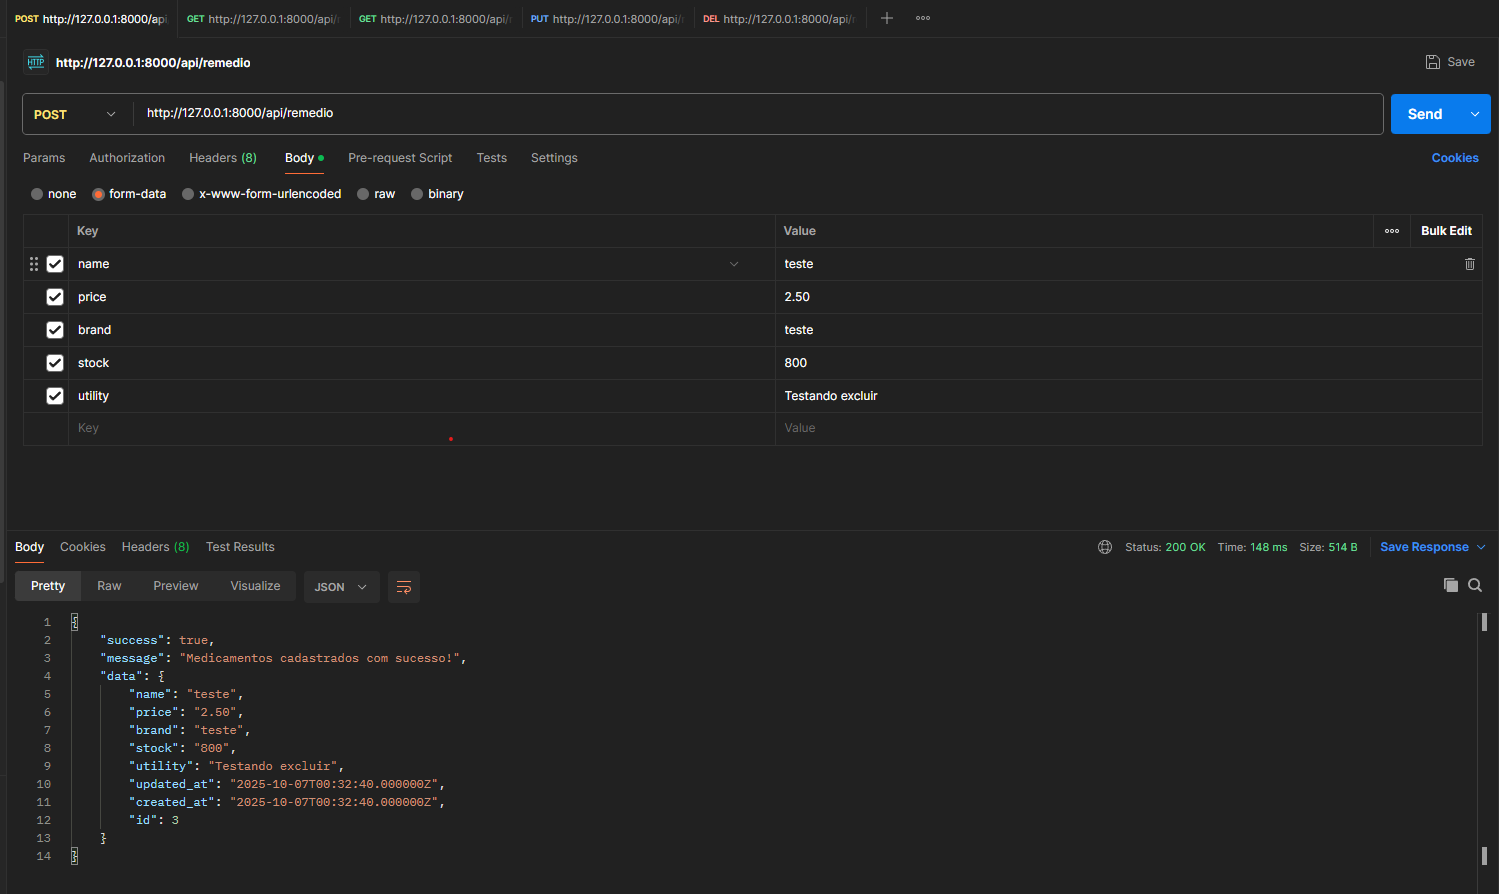 POST http://127.0.0.1:8000/api GET http://127.0.0.1:8000/api/ GET http://127.0.0.1:8000/api/ PUT http://127.0.0.1:8000/api/ DEL http://127.0.0.1:8000/api/
HTTP http://127.0.0.1:8000/api/remedio Save
POST http://127.0.0.1:8000/api/remedio Send
Params Authorization Headers (8) Body Pre-request Script Tests Settings Cookies
none form-data x-www-form-urlencoded raw binary
Key Value Bulk Edit
name teste
price 2.50
brand teste
stock 800
utility Testando excluir
Key Value
Body Cookies Headers (8) Test Results Status: 200 OK Time: 148 ms Size: 514 B Save Response
Pretty Raw Preview Visualize JSON
1 {
2 "success": true,
3 "message": "Medicamentos cadastrados com sucesso!",
4 "data": {
5 "name": "teste",
6 "price": "2.50",
7 "brand": "teste",
8 "stock": "800",
9 "utility": "Testando excluir",
10 "updated_at": "2025-10-07T00:32:40.000000Z",
11 "created_at": "2025-10-07T00:32:40.000000Z",
12 "id": 3
13 }
14 }